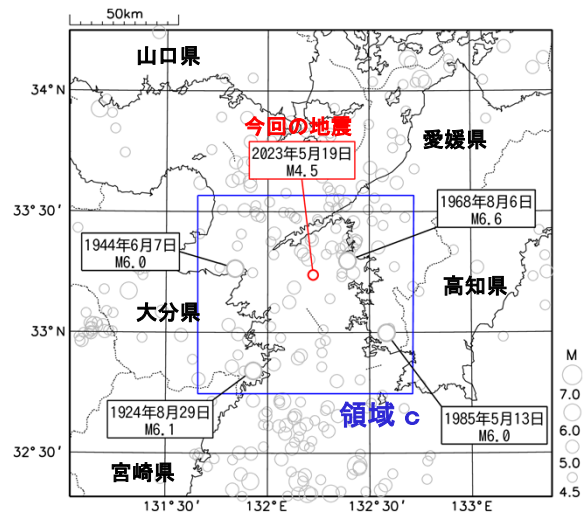 50km
山口県
34°N
今回の地震
2023年5月19日
M4.5
愛媛県
33°30′
1968年8月6日
M6.6
1944年6月7日
M6.0
高知県
大分県
33°N
M
7.0
6.0
5.0
4.5
領域 c
1924年8月29日
M6.1
1985年5月13日
M6.0
32°30′
宮崎県
131°30′
132°E
132°30′
133°E